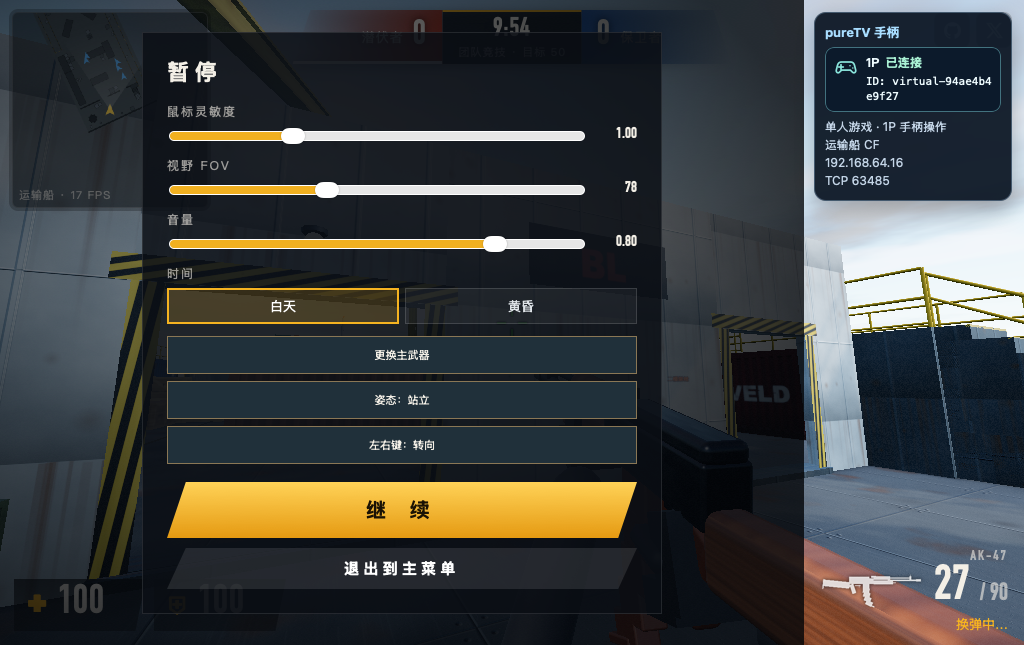 暂停
鼠标灵敏度
1.00
视野 FOV
78
音量
0.80
时间
白天
黄昏
更换主武器
姿态：站立
左右键：转向
继 续
退出到主菜单
0
9:54
0
运输船 · 17 FPS
100
100
pureTV 手柄
1P 已连接
ID: virtual-94ae4b4
e9f27
单人游戏 · 1P 手柄操作
运输船 CF
192.168.64.16
TCP 63485
AK-47
27 / 90
换弹中...